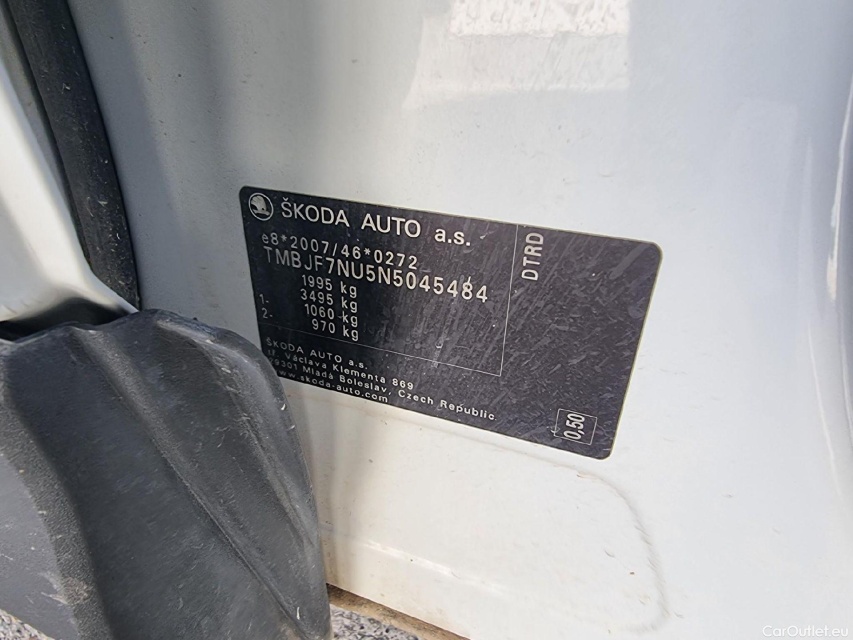 ŠKODA AUTO a.s.
e8*2007/46*0272
TMBJF7NU5N5045484
1995 kg
3495 kg
1- 1060 kg
2- 970 kg
ŠKODA AUTO a.s.
tř. Václava Klementa 869
29301 Mladá Boleslav, Czech Republic
www.skoda-auto.com
DTRD
0,50
CarOutlet.eu